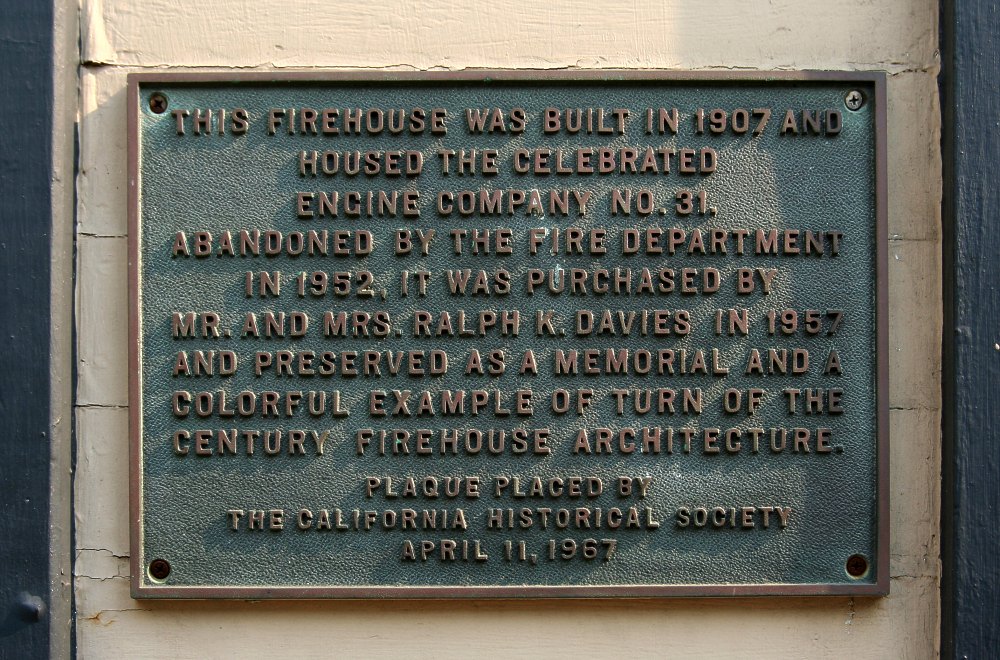 THIS FIREHOUSE WAS BUILT IN 1907 AND
HOUSED THE CELEBRATED
ENGINE COMPANY NO. 31.
ABANDONED BY THE FIRE DEPARTMENT
IN 1952, IT WAS PURCHASED BY
MR. AND MRS. RALPH K. DAVIES IN 1957
AND PRESERVED AS A MEMORIAL AND A
COLORFUL EXAMPLE OF TURN OF THE
CENTURY FIREHOUSE ARCHITECTURE.
PLAQUE PLACED BY
THE CALIFORNIA HISTORICAL SOCIETY
APRIL 11, 1967